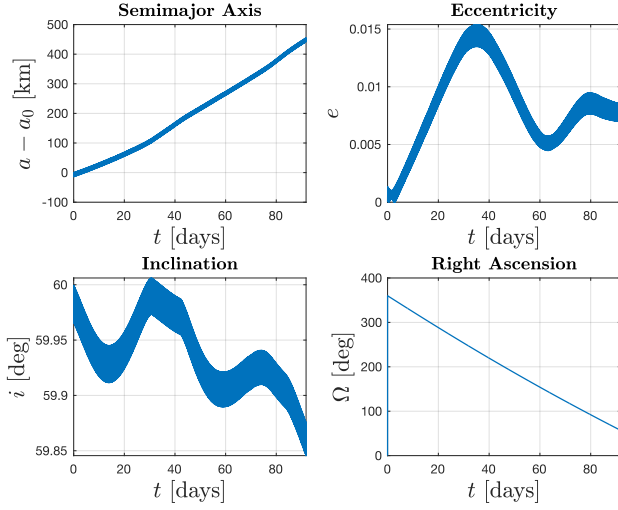 Semimajor Axis
500
400
300
200
100
0
-100
a − a₀ [km]
0 20 40 60 80
t [days]
Eccentricity
0.015
0.01
0.005
0
e
0 20 40 60 80
t [days]
Inclination
60
59.95
59.9
59.85
i [deg]
0 20 40 60 80
t [days]
Right Ascension
400
300
200
100
0
Ω [deg]
0 20 40 60 80
t [days]